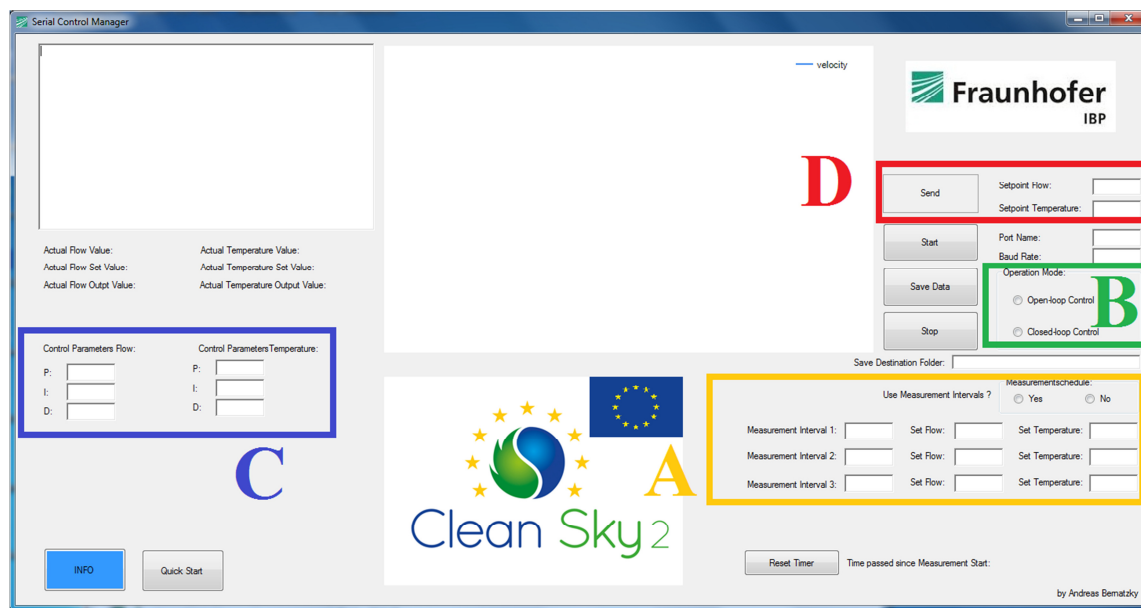 Serial Control Manager
velocity
Fraunhofer
IBP
D
Send
Setpoint Flow:
Setpoint Temperature:
Start
Port Name:
Baud Rate:
Actual Flow Value:
Actual Temperature Value:
Actual Flow Set Value:
Actual Temperature Set Value:
Actual Flow Outpt Value:
Actual Temperature Output Value:
Save Data
Operation Mode:
B
Open-loop Control
Stop
Closed-loop Control
Control Parameters Flow:
Control Parameters Temperature:
P:
P:
I:
I:
D:
D:
C
Save Destination Folder:
A
Use Measurement Intervals ?
Measurementschedule:
Yes
No
Measurement Interval 1:
Set Flow:
Set Temperature:
Measurement Interval 2:
Set Flow:
Set Temperature:
Measurement Interval 3:
Set Flow:
Set Temperature:
Clean Sky 2
INFO
Quick Start
Reset Timer
Time passed since Measurement Start:
by Andreas Bernatzky